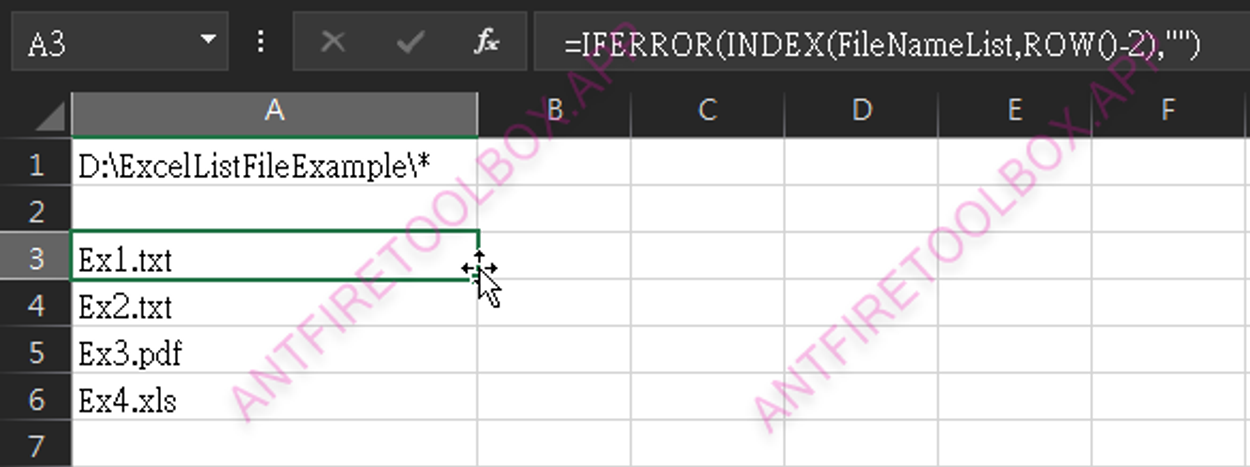 A3 fx =IFERROR(INDEX(FileNameList,ROW()-2),"")
A B C D E F
1 D:\ExcelListFileExample\*
2
3 Ex1.txt
4 Ex2.txt
5 Ex3.pdf
6 Ex4.xls
7
ANTFIRETOOLBOX.APP
ANTFIRETOOLBOX.APP